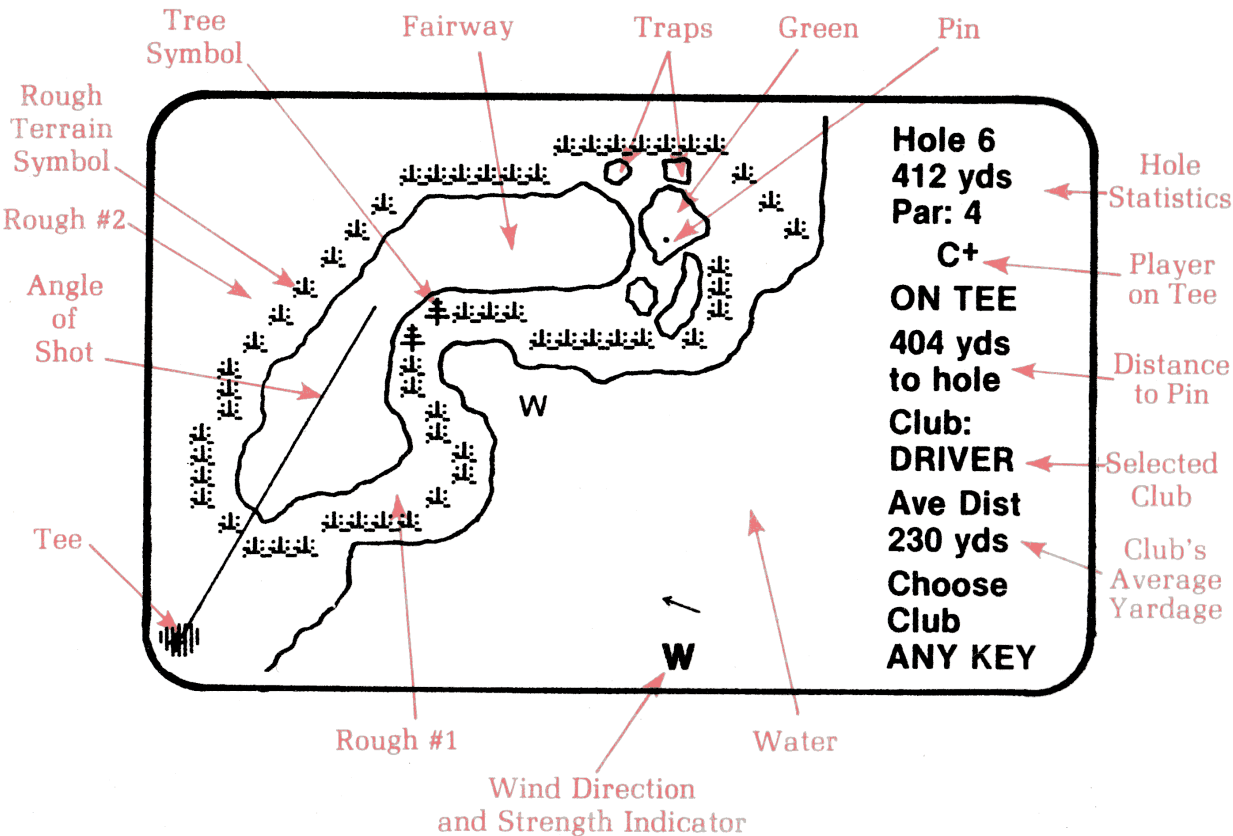 Tree
Symbol
Fairway
Traps
Green
Pin
Rough
Terrain
Symbol
Rough #2
Angle
of
Shot
Tee
Hole 6
412 yds
Par: 4
C+
ON TEE
404 yds
to hole
Club:
DRIVER
Ave Dist
230 yds
Choose
Club
ANY KEY
Hole
Statistics
Player
on Tee
Distance
to Pin
Selected
Club
Club's
Average
Yardage
W
W
Rough #1
Water
Wind Direction
and Strength Indicator